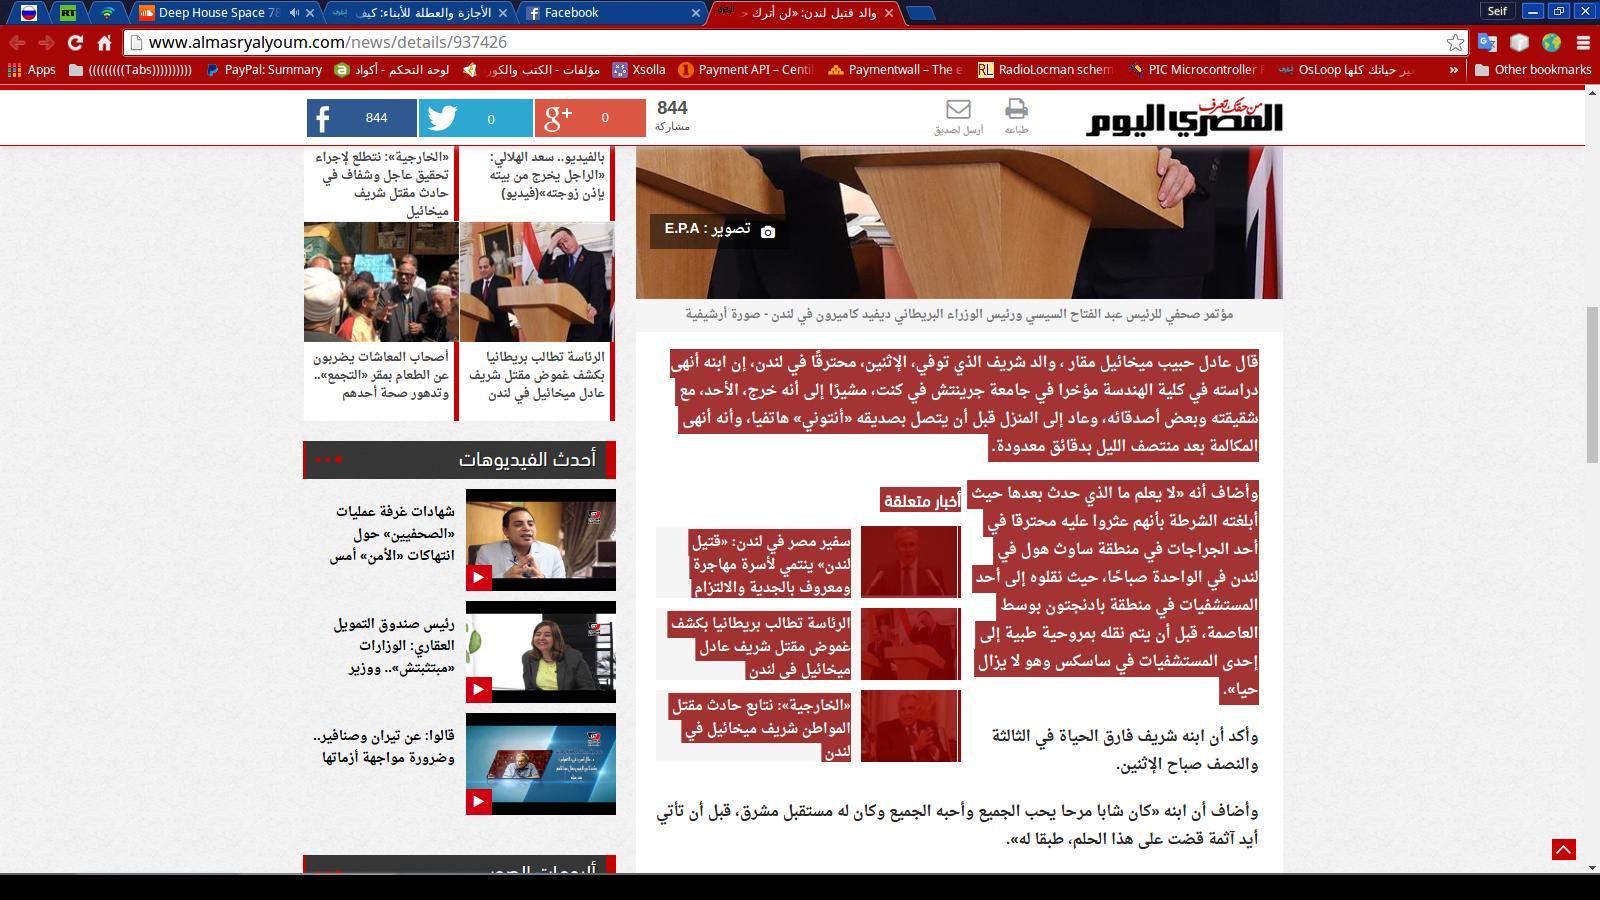 Deep House Space 78
الأجازة والعطلة للأبناء: كيف
Facebook
والد قتيل لندن: «لن أترك
Seif
www.almasryalyoum.com/news/details/937426
Apps
(((((((((Tabs))))))))))
PayPal: Summary
لوحة التحكم - أكواد
مؤلفات - الكتب والكور
Xsolla
Payment API – Centil
Paymentwall – The e
RadioLocman schem
PIC Microcontroller
OsLoop غير حياتك كلها
»
Other bookmarks
844
0
0
844
مشاركة
أرسل لصديق
طباعه
من حقك تعرف
المصري اليوم
بالفيديو.. سعد الهلالي:
«الراجل يخرج من بيته
بإذن زوجته»(فيديو)
«الخارجية»: نتطلع لإجراء
تحقيق عاجل وشفاف في
حادث مقتل شريف
ميخائيل
الرئاسة تطالب بريطانيا
بكشف غموض مقتل شريف
عادل ميخائيل في لندن
أصحاب المعاشات يضربون
عن الطعام بمقر «التجمع»..
وتدهور صحة أحدهم
أحدث الفيديوهات
شهادات غرفة عمليات
«الصحفيين» حول
انتهاكات «الأمن» أمس
رئيس صندوق التمويل
العقاري: الوزارات
«مبتثبتش».. ووزير
قالوا: عن تيران وصنافير..
وضرورة مواجهة أزماتها
ألبومات الصور
تصوير : E.P.A
مؤتمر صحفي للرئيس عبد الفتاح السيسي ورئيس الوزراء البريطاني ديفيد كاميرون في لندن - صورة أرشيفية
قال عادل حبيب ميخائيل مقار ، والد شريف الذي توفي، الإثنين، محترقًا في لندن، إن ابنه أنهى
دراسته في كلية الهندسة مؤخرا في جامعة جرينتش في كنت، مشيرًا إلى أنه خرج، الأحد، مع
شقيقته وبعض أصدقائه، وعاد إلى المنزل قبل أن يتصل بصديقه «أنتوني» هاتفيا، وأنه أنهى
المكالمة بعد منتصف الليل بدقائق معدودة.
وأضاف أنه «لا يعلم ما الذي حدث بعدها حيث
أبلغته الشرطة بأنهم عثروا عليه محترقا في
أحد الجراجات في منطقة ساوث هول في
لندن في الواحدة صباحًا، حيث نقلوه إلى أحد
المستشفيات في منطقة بادنجتون بوسط
العاصمة، قبل أن يتم نقله بمروحية طبية إلى
إحدى المستشفيات في ساسكس وهو لا يزال
حيا».
أخبار متعلقة
سفير مصر في لندن: «قتيل
لندن» ينتمي لأسرة مهاجرة
ومعروف بالجدية والالتزام
الرئاسة تطالب بريطانيا بكشف
غموض مقتل شريف عادل
ميخائيل في لندن
«الخارجية»: نتابع حادث مقتل
المواطن شريف ميخائيل في
لندن
وأكد أن ابنه شريف فارق الحياة في الثالثة
والنصف صباح الإثنين.
وأضاف أن ابنه «كان شابا مرحا يحب الجميع وأحبه الجميع وكان له مستقبل مشرق، قبل أن تأتي
أيد آثمة قضت على هذا الحلم، طبقا له».